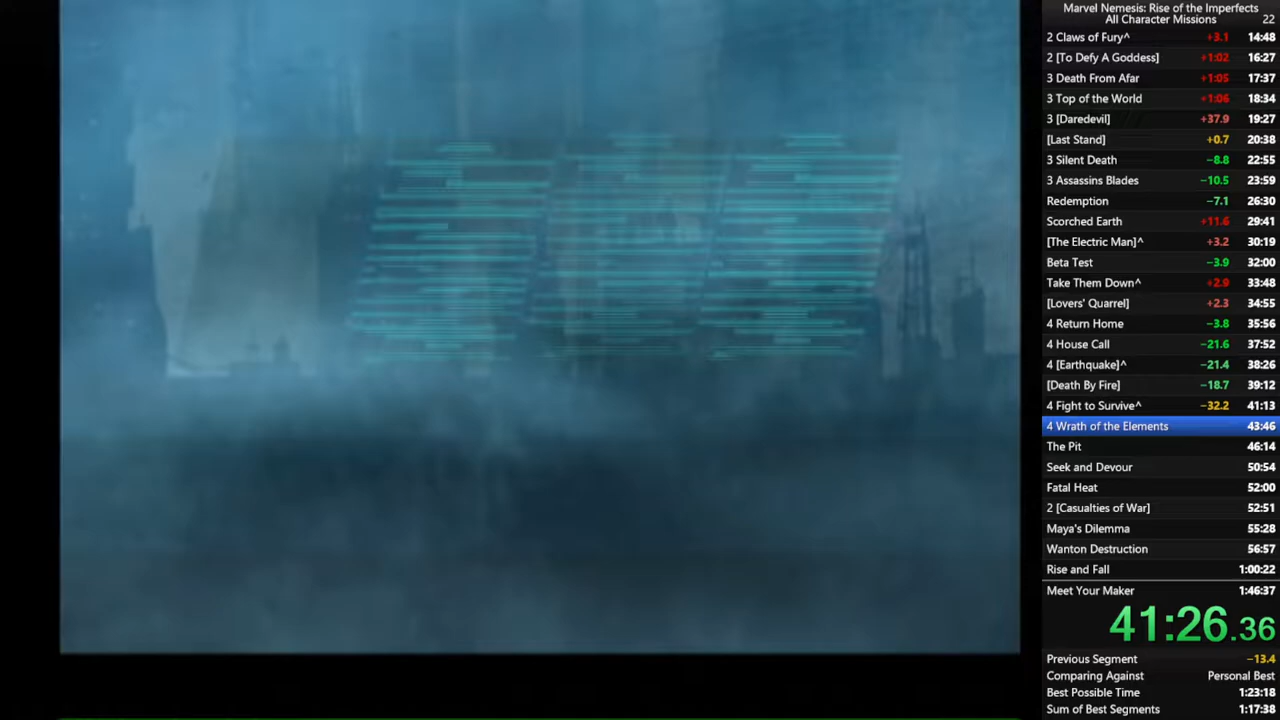 Marvel Nemesis: Rise of the Imperfects
All Character Missions 22
2 Claws of Fury^ +3.1 14:48
2 [To Defy A Goddess] +1:02 16:27
3 Death From Afar +1:05 17:37
3 Top of the World +1:06 18:34
3 [Daredevil] +37.9 19:27
[Last Stand] +0.7 20:38
3 Silent Death −8.8 22:55
3 Assassins Blades −10.5 23:59
Redemption −7.1 26:30
Scorched Earth +11.6 29:41
[The Electric Man]^ +3.2 30:19
Beta Test −3.9 32:00
Take Them Down^ +2.9 33:48
[Lovers' Quarrel] +2.3 34:55
4 Return Home −3.8 35:56
4 House Call −21.6 37:52
4 [Earthquake]^ −21.4 38:26
[Death By Fire] −18.7 39:12
4 Fight to Survive^ −32.2 41:13
4 Wrath of the Elements 43:46
The Pit 46:14
Seek and Devour 50:54
Fatal Heat 52:00
2 [Casualties of War] 52:51
Maya's Dilemma 55:28
Wanton Destruction 56:57
Rise and Fall 1:00:22
Meet Your Maker 1:46:37
41:26.36
Previous Segment −13.4
Comparing Against Personal Best
Best Possible Time 1:23:18
Sum of Best Segments 1:17:38